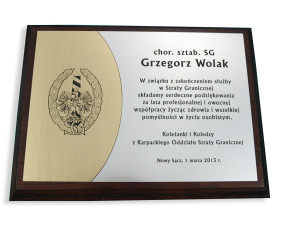 chor. sztab. SG
Grzegorz Wolak
W związku z zakończeniem służby
w Straży Granicznej
składamy serdeczne podziękowania
za lata profesjonalnej i owocnej
współpracy życząc zdrowia i wszelkiej
pomyślności w życiu osobistym.
Koleżanki i Koledzy
z Karpackiego Oddziału Straży Granicznej
Nowy Sącz, 1 marca 2013 r.